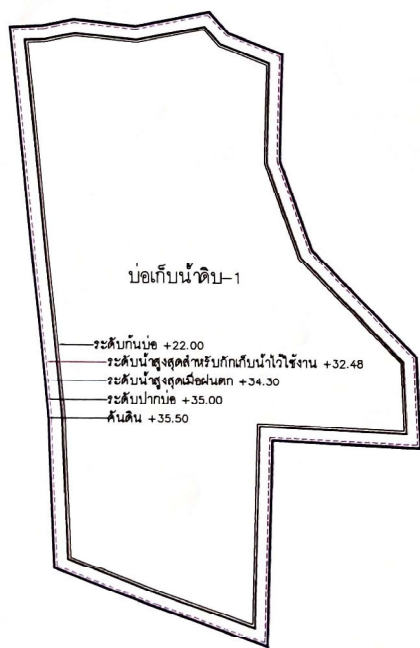 บ่อเก็บน้ำดิบ-1
ระดับก้นบ่อ +22.00
ระดับน้ำสูงสุดสำหรับกักเก็บน้ำไว้ใช้งาน +32.48
ระดับน้ำสูงสุดเมื่อฝนตก +34.30
ระดับปากบ่อ +35.00
คันดิน +35.50